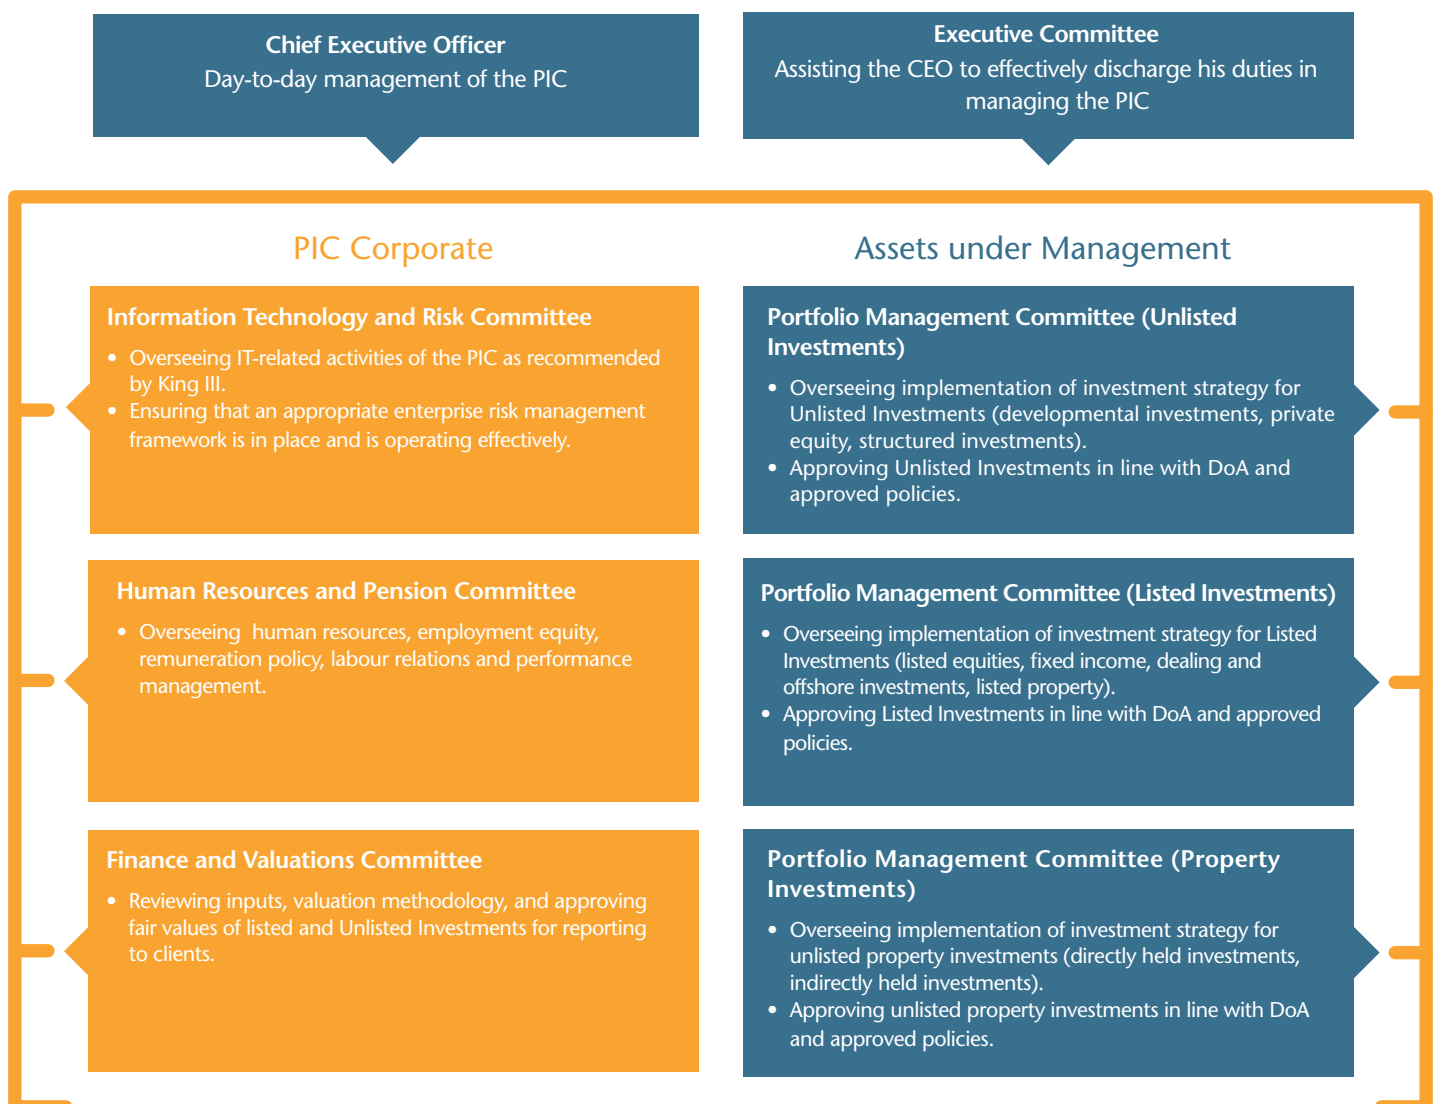 Chief Executive Officer
Day-to-day management of the PIC
Executive Committee
Assisting the CEO to effectively discharge his duties in
managing the PIC
PIC Corporate
Information Technology and Risk Committee
• Overseeing IT-related activities of the PIC as recommended
by King III.
• Ensuring that an appropriate enterprise risk management
framework is in place and is operating effectively.
Human Resources and Pension Committee
• Overseeing human resources, employment equity,
remuneration policy, labour relations and performance
management.
Finance and Valuations Committee
• Reviewing inputs, valuation methodology, and approving
fair values of listed and Unlisted Investments for reporting
to clients.
Assets under Management
Portfolio Management Committee (Unlisted
Investments)
• Overseeing implementation of investment strategy for
Unlisted Investments (developmental investments, private
equity, structured investments).
• Approving Unlisted Investments in line with DoA and
approved policies.
Portfolio Management Committee (Listed Investments)
• Overseeing implementation of investment strategy for Listed
Investments (listed equities, fixed income, dealing and
offshore investments, listed property).
• Approving Listed Investments in line with DoA and approved
policies.
Portfolio Management Committee (Property
Investments)
• Overseeing implementation of investment strategy for
unlisted property investments (directly held investments,
indirectly held investments).
• Approving unlisted property investments in line with DoA
and approved policies.